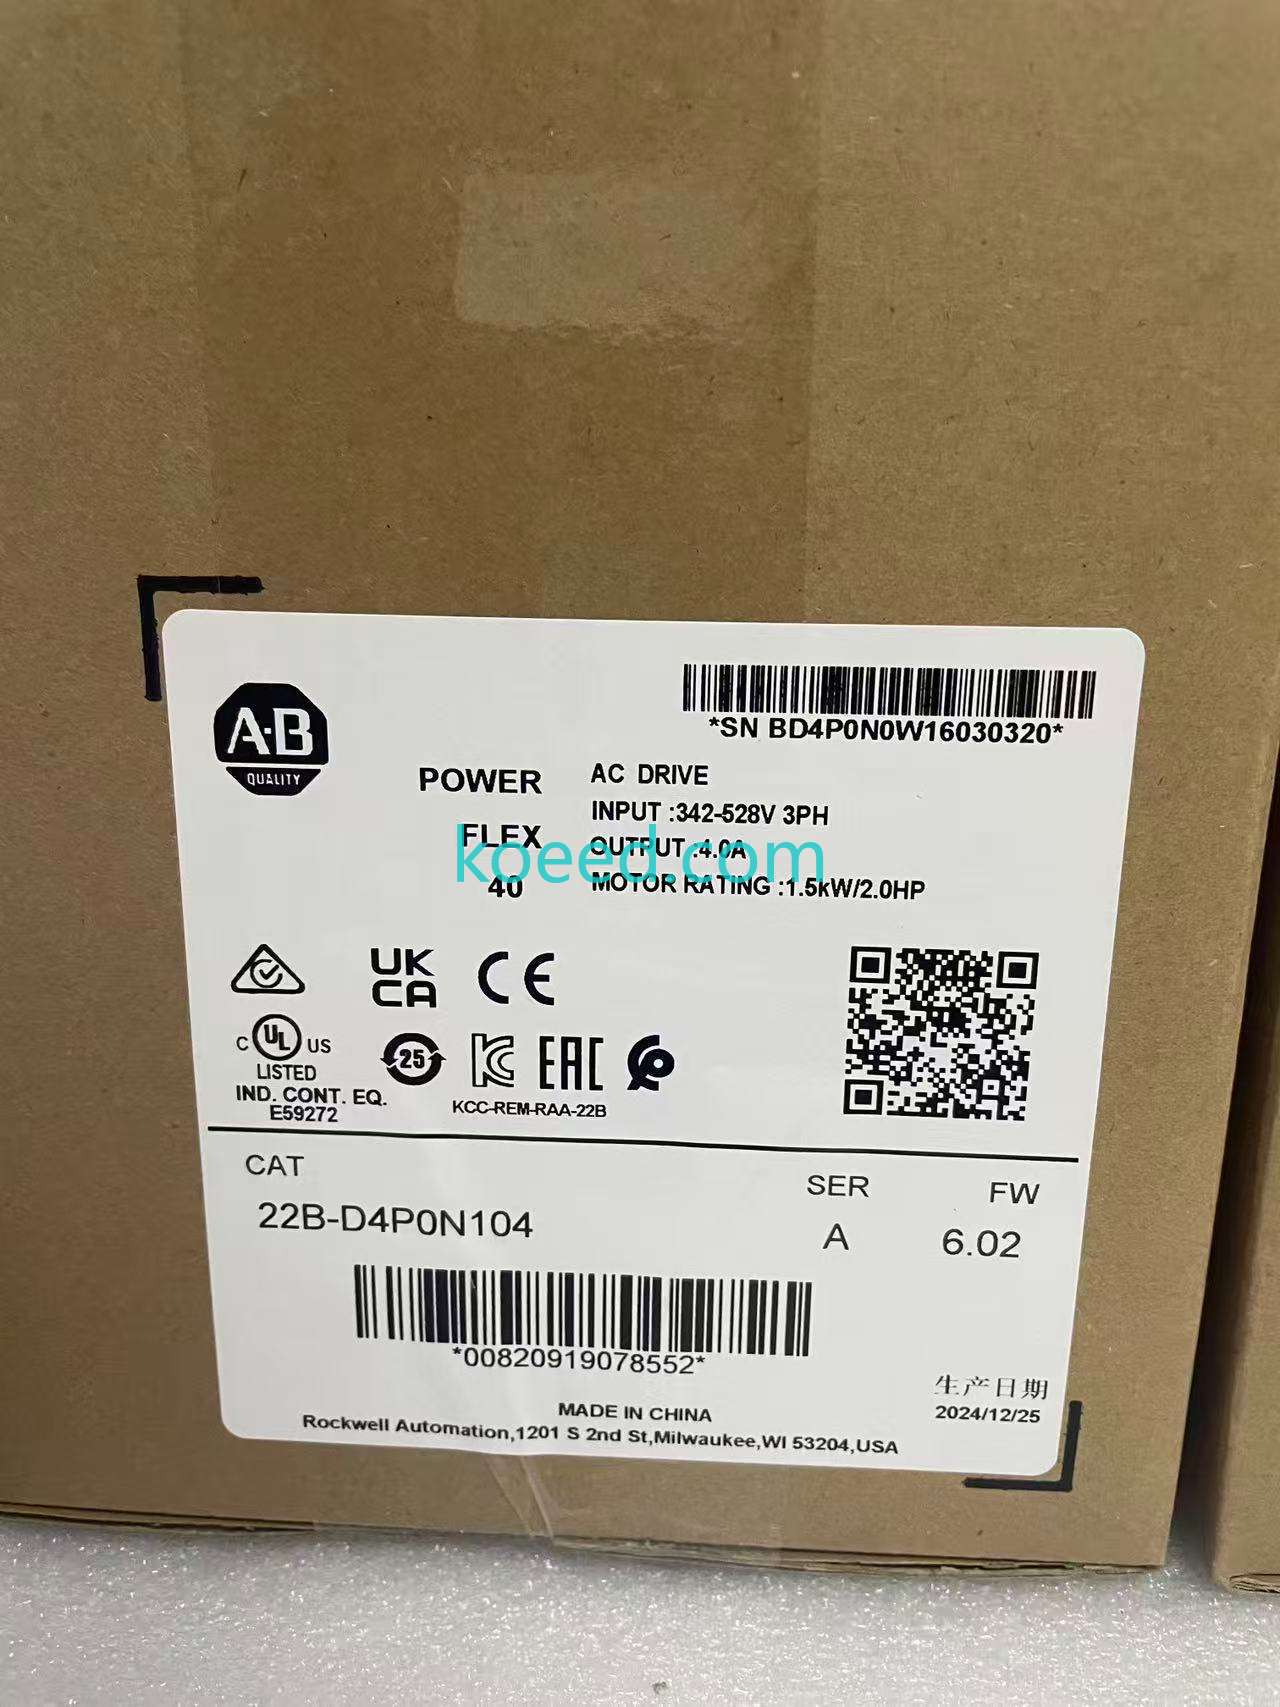 A-B
QUALITY
*SN BD4P0N0W16030320*
POWER
FLEX
40
AC DRIVE
INPUT :342-528V 3PH
OUTPUT :4.0A
MOTOR RATING :1.5kW/2.0HP
koeed.com
UK
CA
CE
C UL US
LISTED
IND. CONT. EQ.
E59272
25
KC
EAC
KCC-REM-RAA-22B
CAT
22B-D4P0N104
SER
A
FW
6.02
*00820919078552*
生产日期
2024/12/25
MADE IN CHINA
Rockwell Automation,1201 S 2nd St,Milwaukee,WI 53204,USA